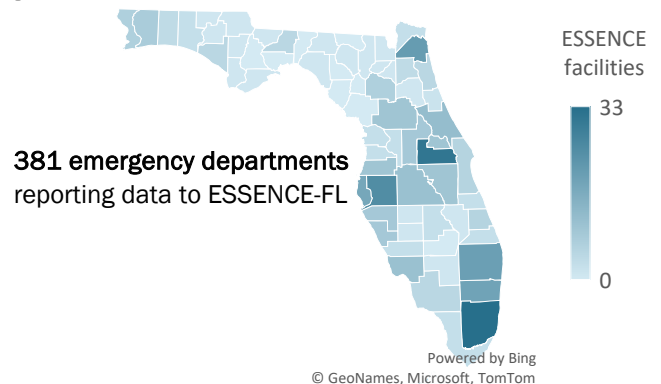 ESSENCE
facilities
33
381 emergency departments
reporting data to ESSENCE-FL
0
Powered by Bing
© GeoNames, Microsoft, TomTom